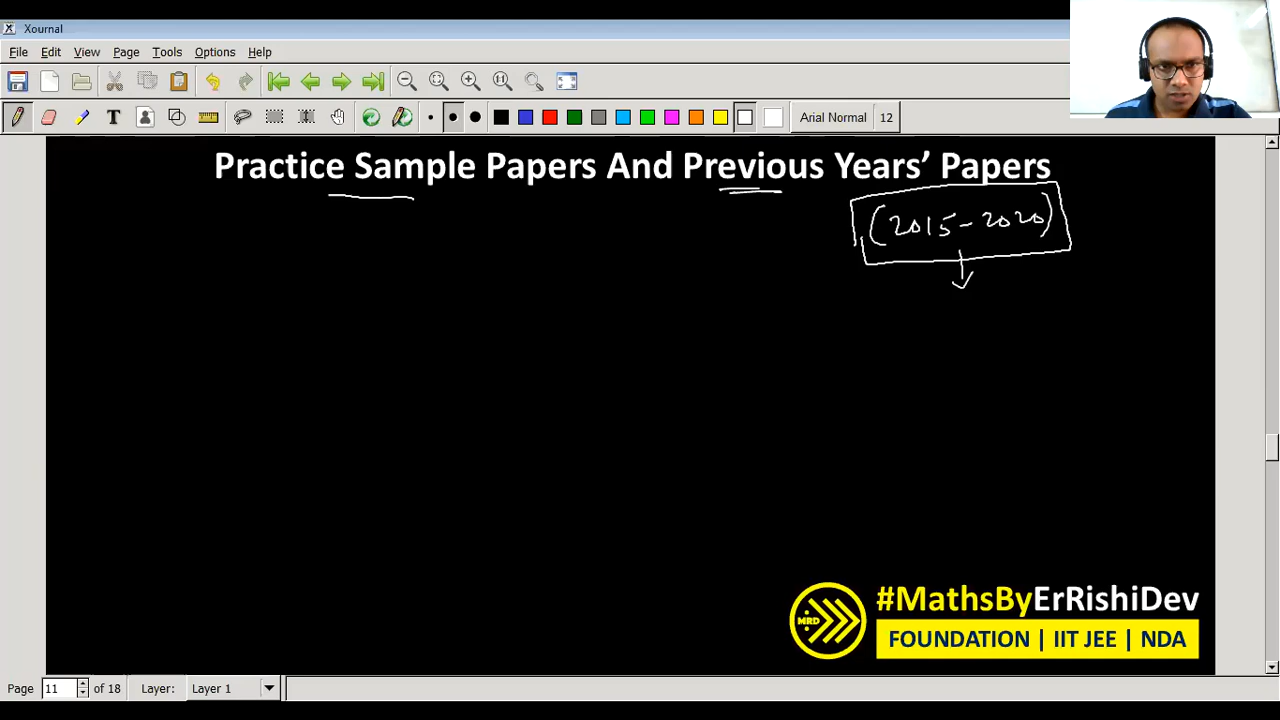 Xournal
File Edit View Page Tools Options Help
T Arial Normal 12
Practice Sample Papers And Previous Years’ Papers
(2015-2020)
MRD #MathsByErRishiDev
FOUNDATION | IIT JEE | NDA
Page 11 of 18 Layer: Layer 1